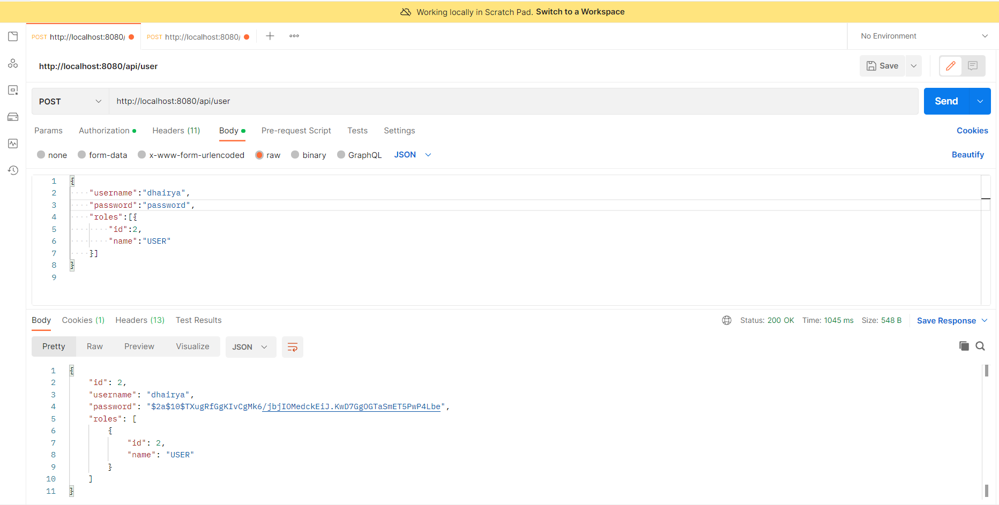 Working locally in Scratch Pad. Switch to a Workspace
POST http://localhost:8080/
POST http://localhost:8080/
No Environment
http://localhost:8080/api/user
Save
POST
http://localhost:8080/api/user
Send
Params Authorization Headers (11) Body Pre-request Script Tests Settings Cookies
none form-data x-www-form-urlencoded raw binary GraphQL JSON Beautify
1 {
2 "username":"dhairya",
3 "password":"password",
4 "roles":[{
5 "id":2,
6 "name":"USER"
7 }]
8 }
9
Body Cookies (1) Headers (13) Test Results Status: 200 OK Time: 1045 ms Size: 548 B Save Response
Pretty Raw Preview Visualize JSON
1 {
2 "id": 2,
3 "username": "dhairya",
4 "password": "$2a$10$TXugRfGgKIvCgMk6/jbjIOMedckEiJ.KwD7GgOGTaSmET5PwP4Lbe",
5 "roles": [
6 {
7 "id": 2,
8 "name": "USER"
9 }
10 ]
11 }